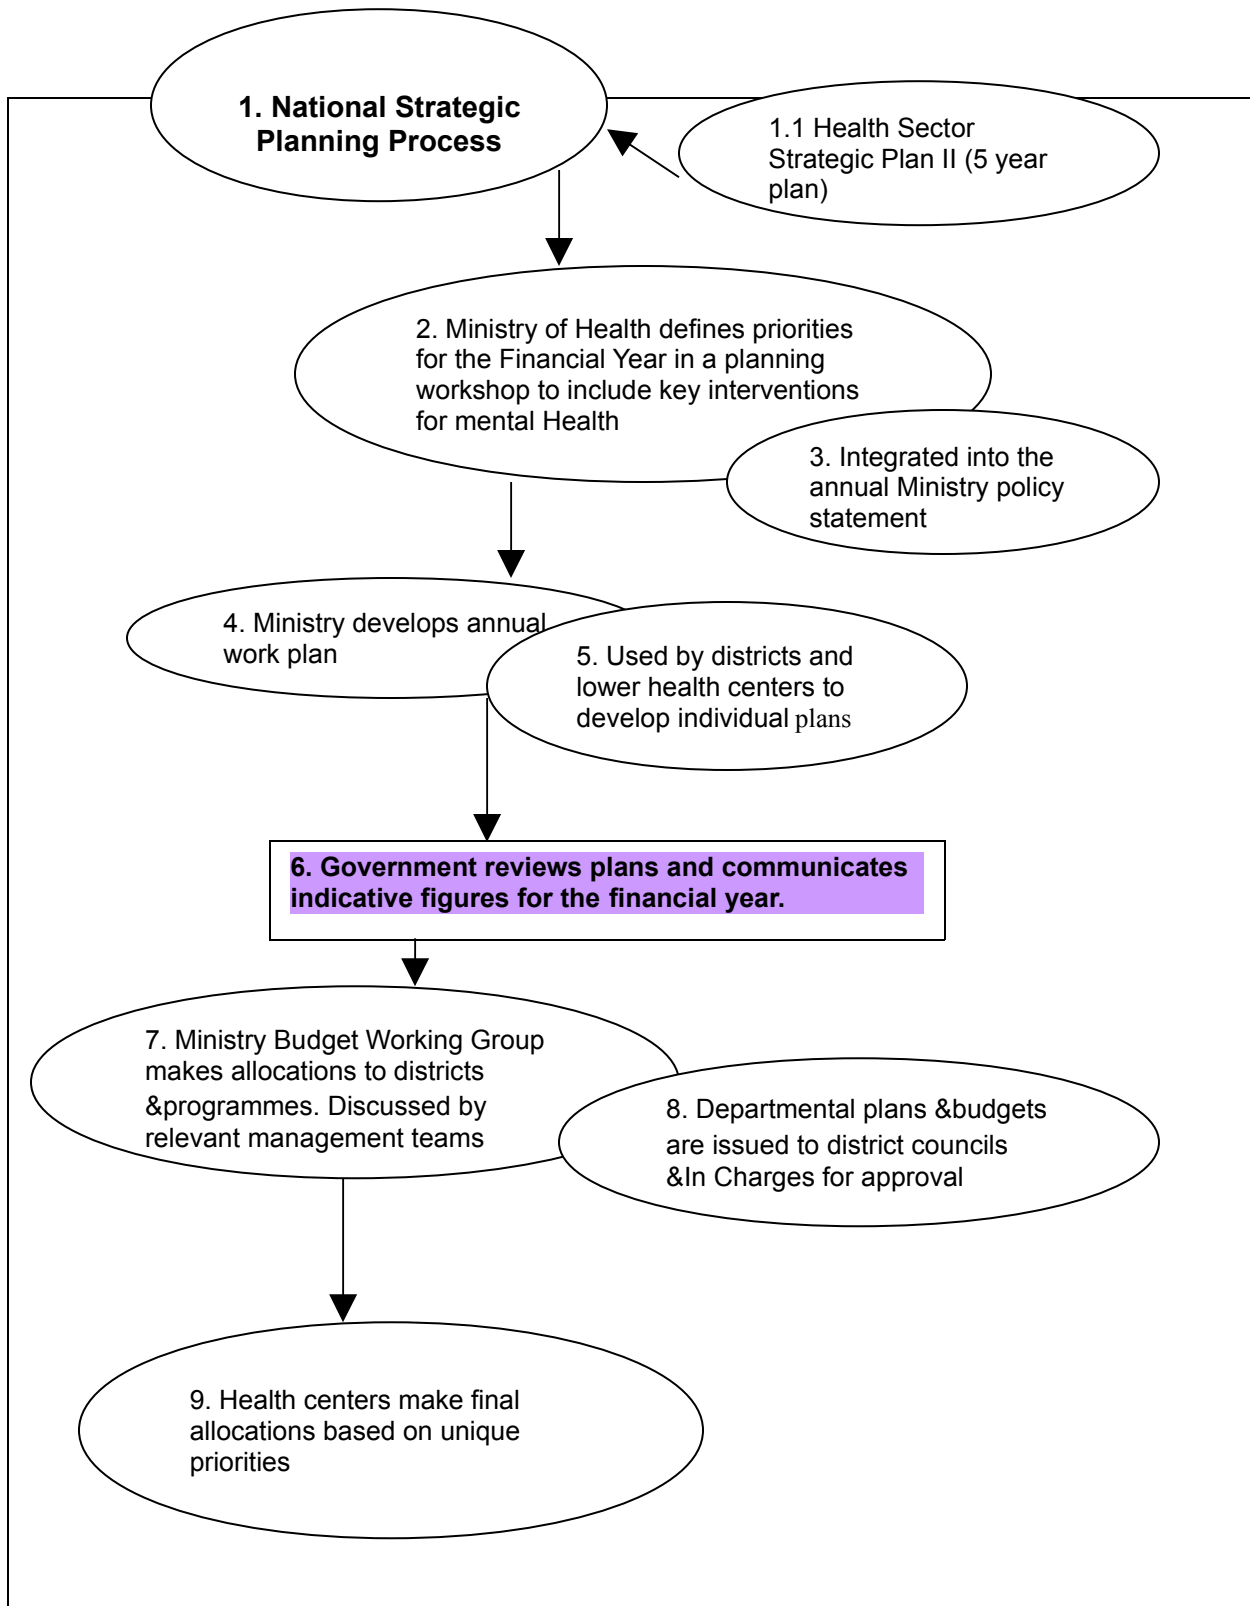 1. National Strategic
Planning Process
1.1 Health Sector
Strategic Plan II (5 year
plan)
2. Ministry of Health defines priorities
for the Financial Year in a planning
workshop to include key interventions
for mental Health
3. Integrated into the
annual Ministry policy
statement
4. Ministry develops annual
work plan
5. Used by districts and
lower health centers to
develop individual plans
6. Government reviews plans and communicates
indicative figures for the financial year.
7. Ministry Budget Working Group
makes allocations to districts
&programmes. Discussed by
relevant management teams
8. Departmental plans &budgets
are issued to district councils
&In Charges for approval
9. Health centers make final
allocations based on unique
priorities